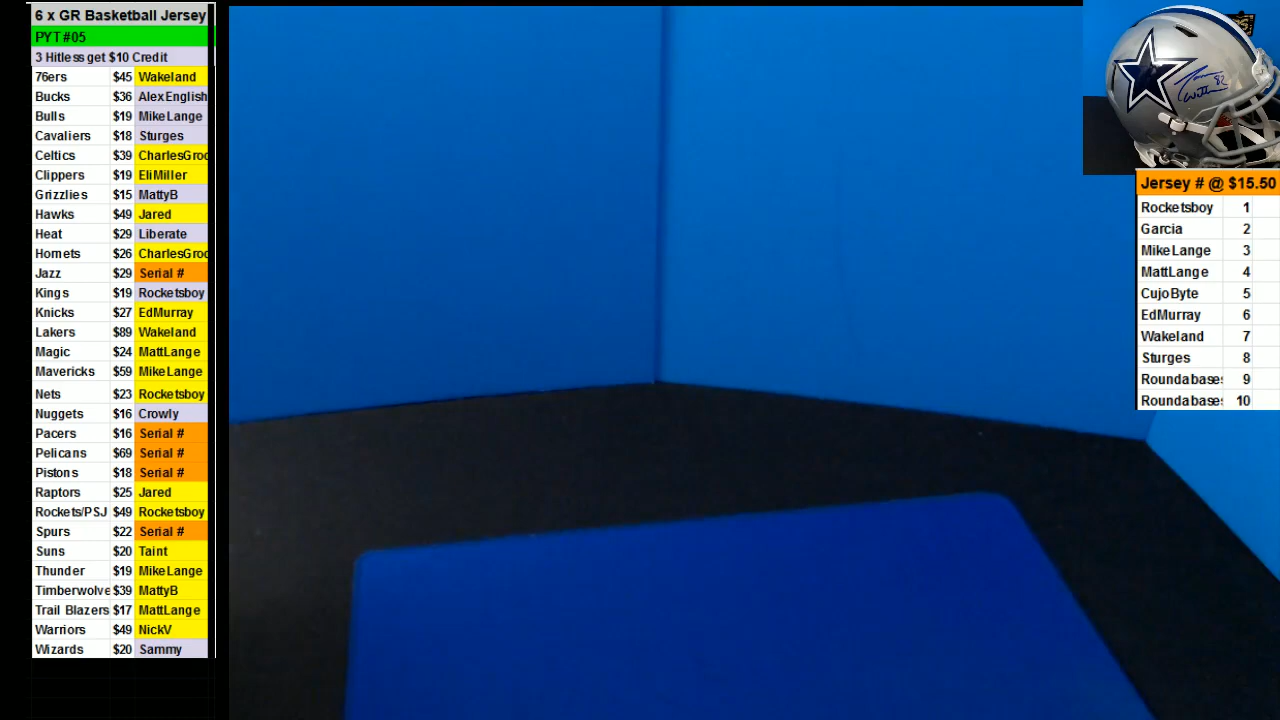 6 x GR Basketball Jersey
PYT #05
3 Hitless get $10 Credit
76ers $45 Wakeland
Bucks $36 AlexEnglish
Bulls $19 MikeLange
Cavaliers $18 Sturges
Celtics $39 CharlesGroo
Clippers $19 EliMiller
Grizzlies $15 MattyB
Hawks $49 Jared
Heat $29 Liberate
Hornets $26 CharlesGroo
Jazz $29 Serial #
Kings $19 Rocketsboy
Knicks $27 EdMurray
Lakers $89 Wakeland
Magic $24 MattLange
Mavericks $59 MikeLange
Nets $23 Rocketsboy
Nuggets $16 Crowly
Pacers $16 Serial #
Pelicans $69 Serial #
Pistons $18 Serial #
Raptors $25 Jared
Rockets/PSJ $49 Rocketsboy
Spurs $22 Serial #
Suns $20 Taint
Thunder $19 MikeLange
Timberwolve $39 MattyB
Trail Blazers $17 MattLange
Warriors $49 NickV
Wizards $20 Sammy
Jersey # @ $15.50
Rocketsboy 1
Garcia 2
MikeLange 3
MattLange 4
CujoByte 5
EdMurray 6
Wakeland 7
Sturges 8
Roundabases 9
Roundabases 10